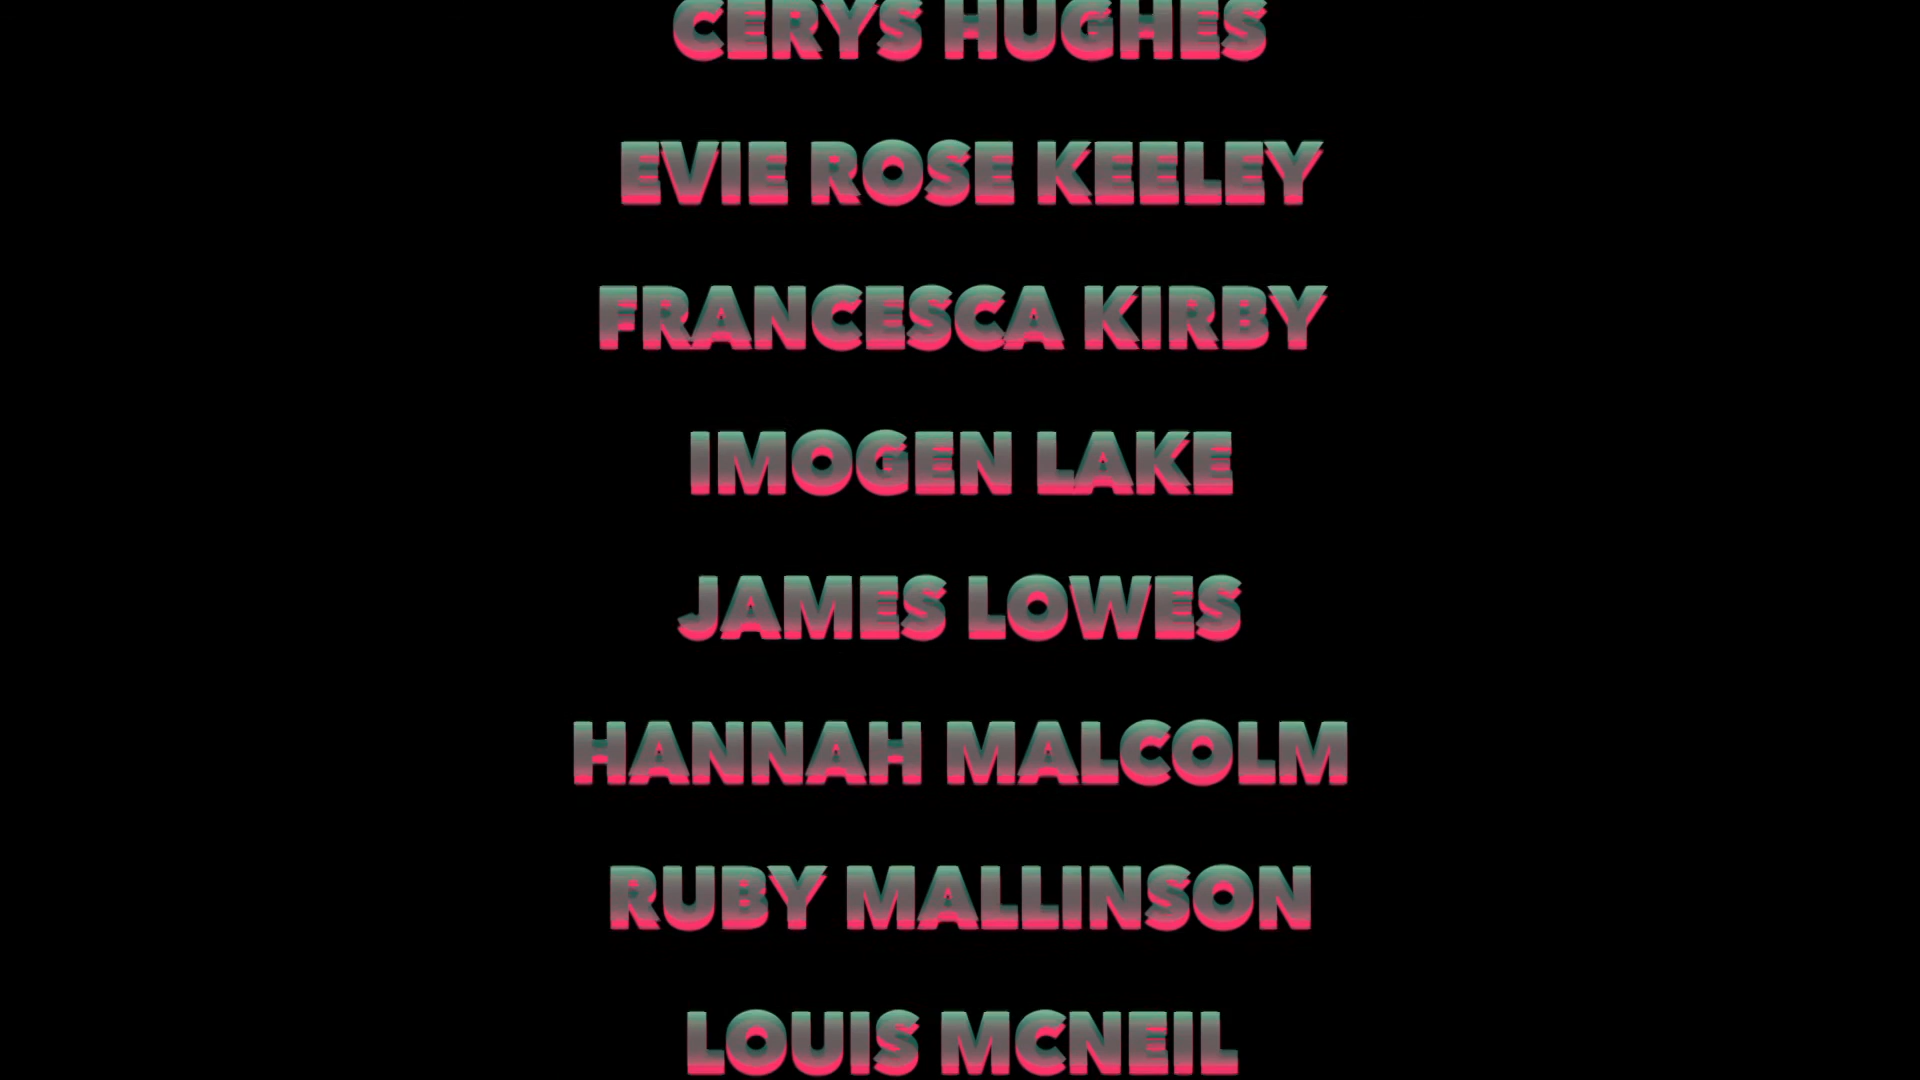 CERYS HUGHES
EVIE ROSE KEELEY
FRANCESCA KIRBY
IMOGEN LAKE
JAMES LOWES
HANNAH MALCOLM
RUBY MALLINSON
LOUIS MCNEIL